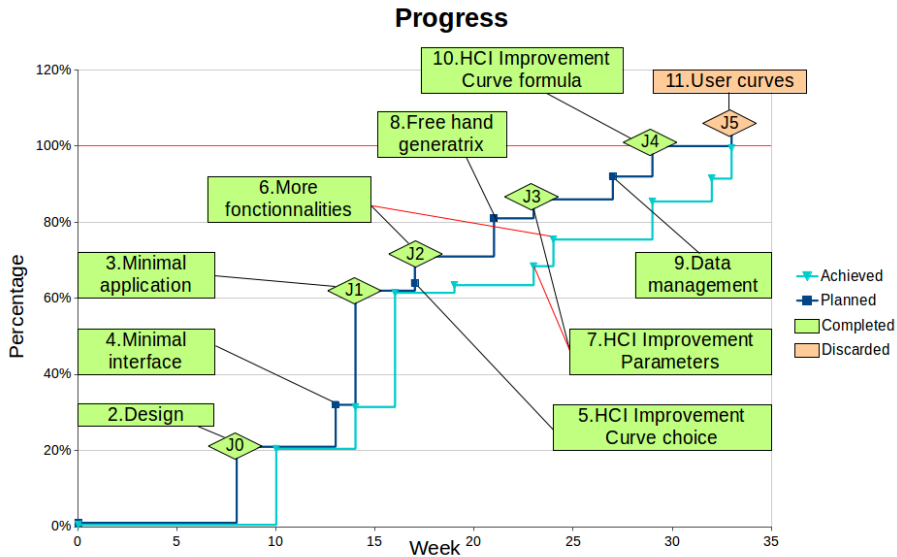 Progress
120%
100%
80%
60%
40%
20%
0%
0
5
10
15
20
25
30
35
Percentage
Week
10.HCI Improvement
Curve formula
11.User curves
8.Free hand
generatrix
6.More
fonctionnalities
3.Minimal
application
4.Minimal
interface
2.Design
9.Data
management
7.HCI Improvement
Parameters
5.HCI Improvement
Curve choice
J0
J1
J2
J3
J4
J5
Achieved
Planned
Completed
Discarded